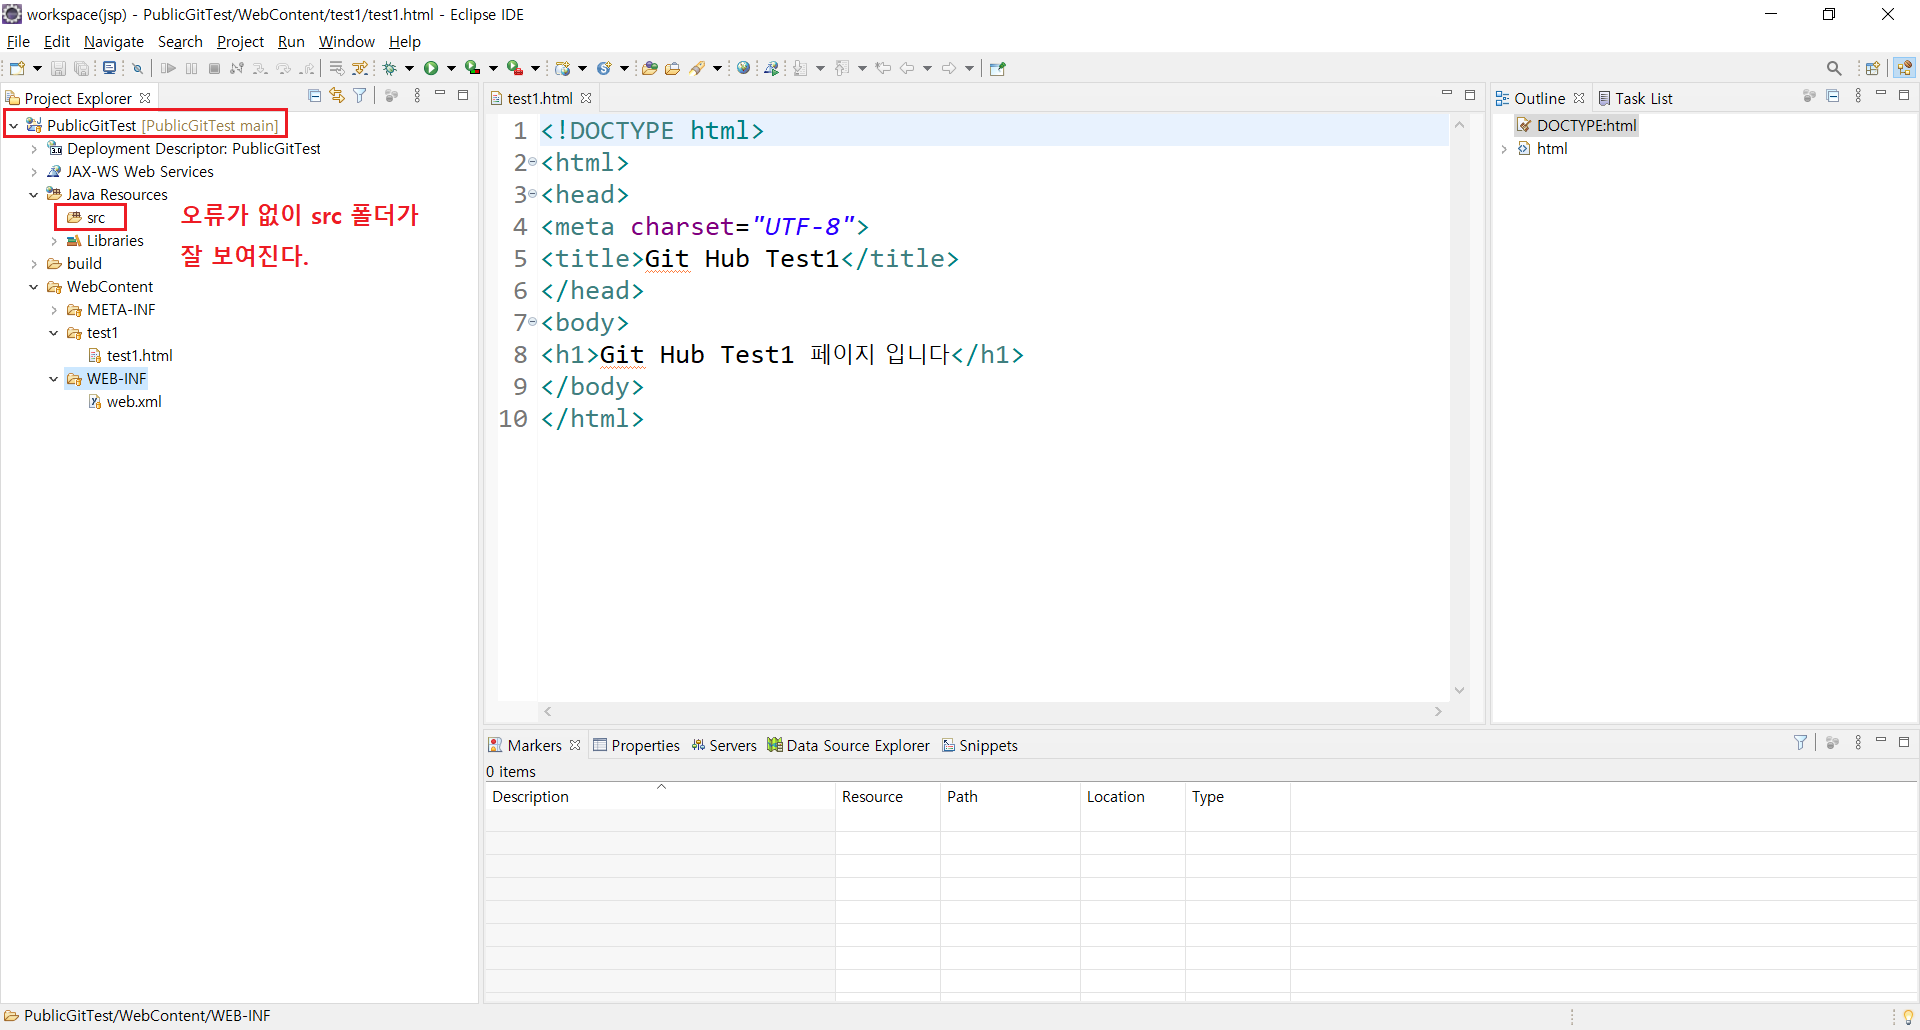 workspace(jsp) - PublicGitTest/WebContent/test1/test1.html - Eclipse IDE
File Edit Navigate Search Project Run Window Help
Project Explorer
PublicGitTest [PublicGitTest main]
Deployment Descriptor: PublicGitTest
JAX-WS Web Services
Java Resources
src
Libraries
build
WebContent
META-INF
test1
test1.html
WEB-INF
web.xml
오류가 없이 src 폴더가
잘 보여진다.
test1.html
1 <!DOCTYPE html>
2 <html>
3 <head>
4 <meta charset="UTF-8">
5 <title>Git Hub Test1</title>
6 </head>
7 <body>
8 <h1>Git Hub Test1 페이지 입니다</h1>
9 </body>
10 </html>
Outline Task List
DOCTYPE:html
html
Markers Properties Servers Data Source Explorer Snippets
0 items
Description Resource Path Location Type
PublicGitTest/WebContent/WEB-INF